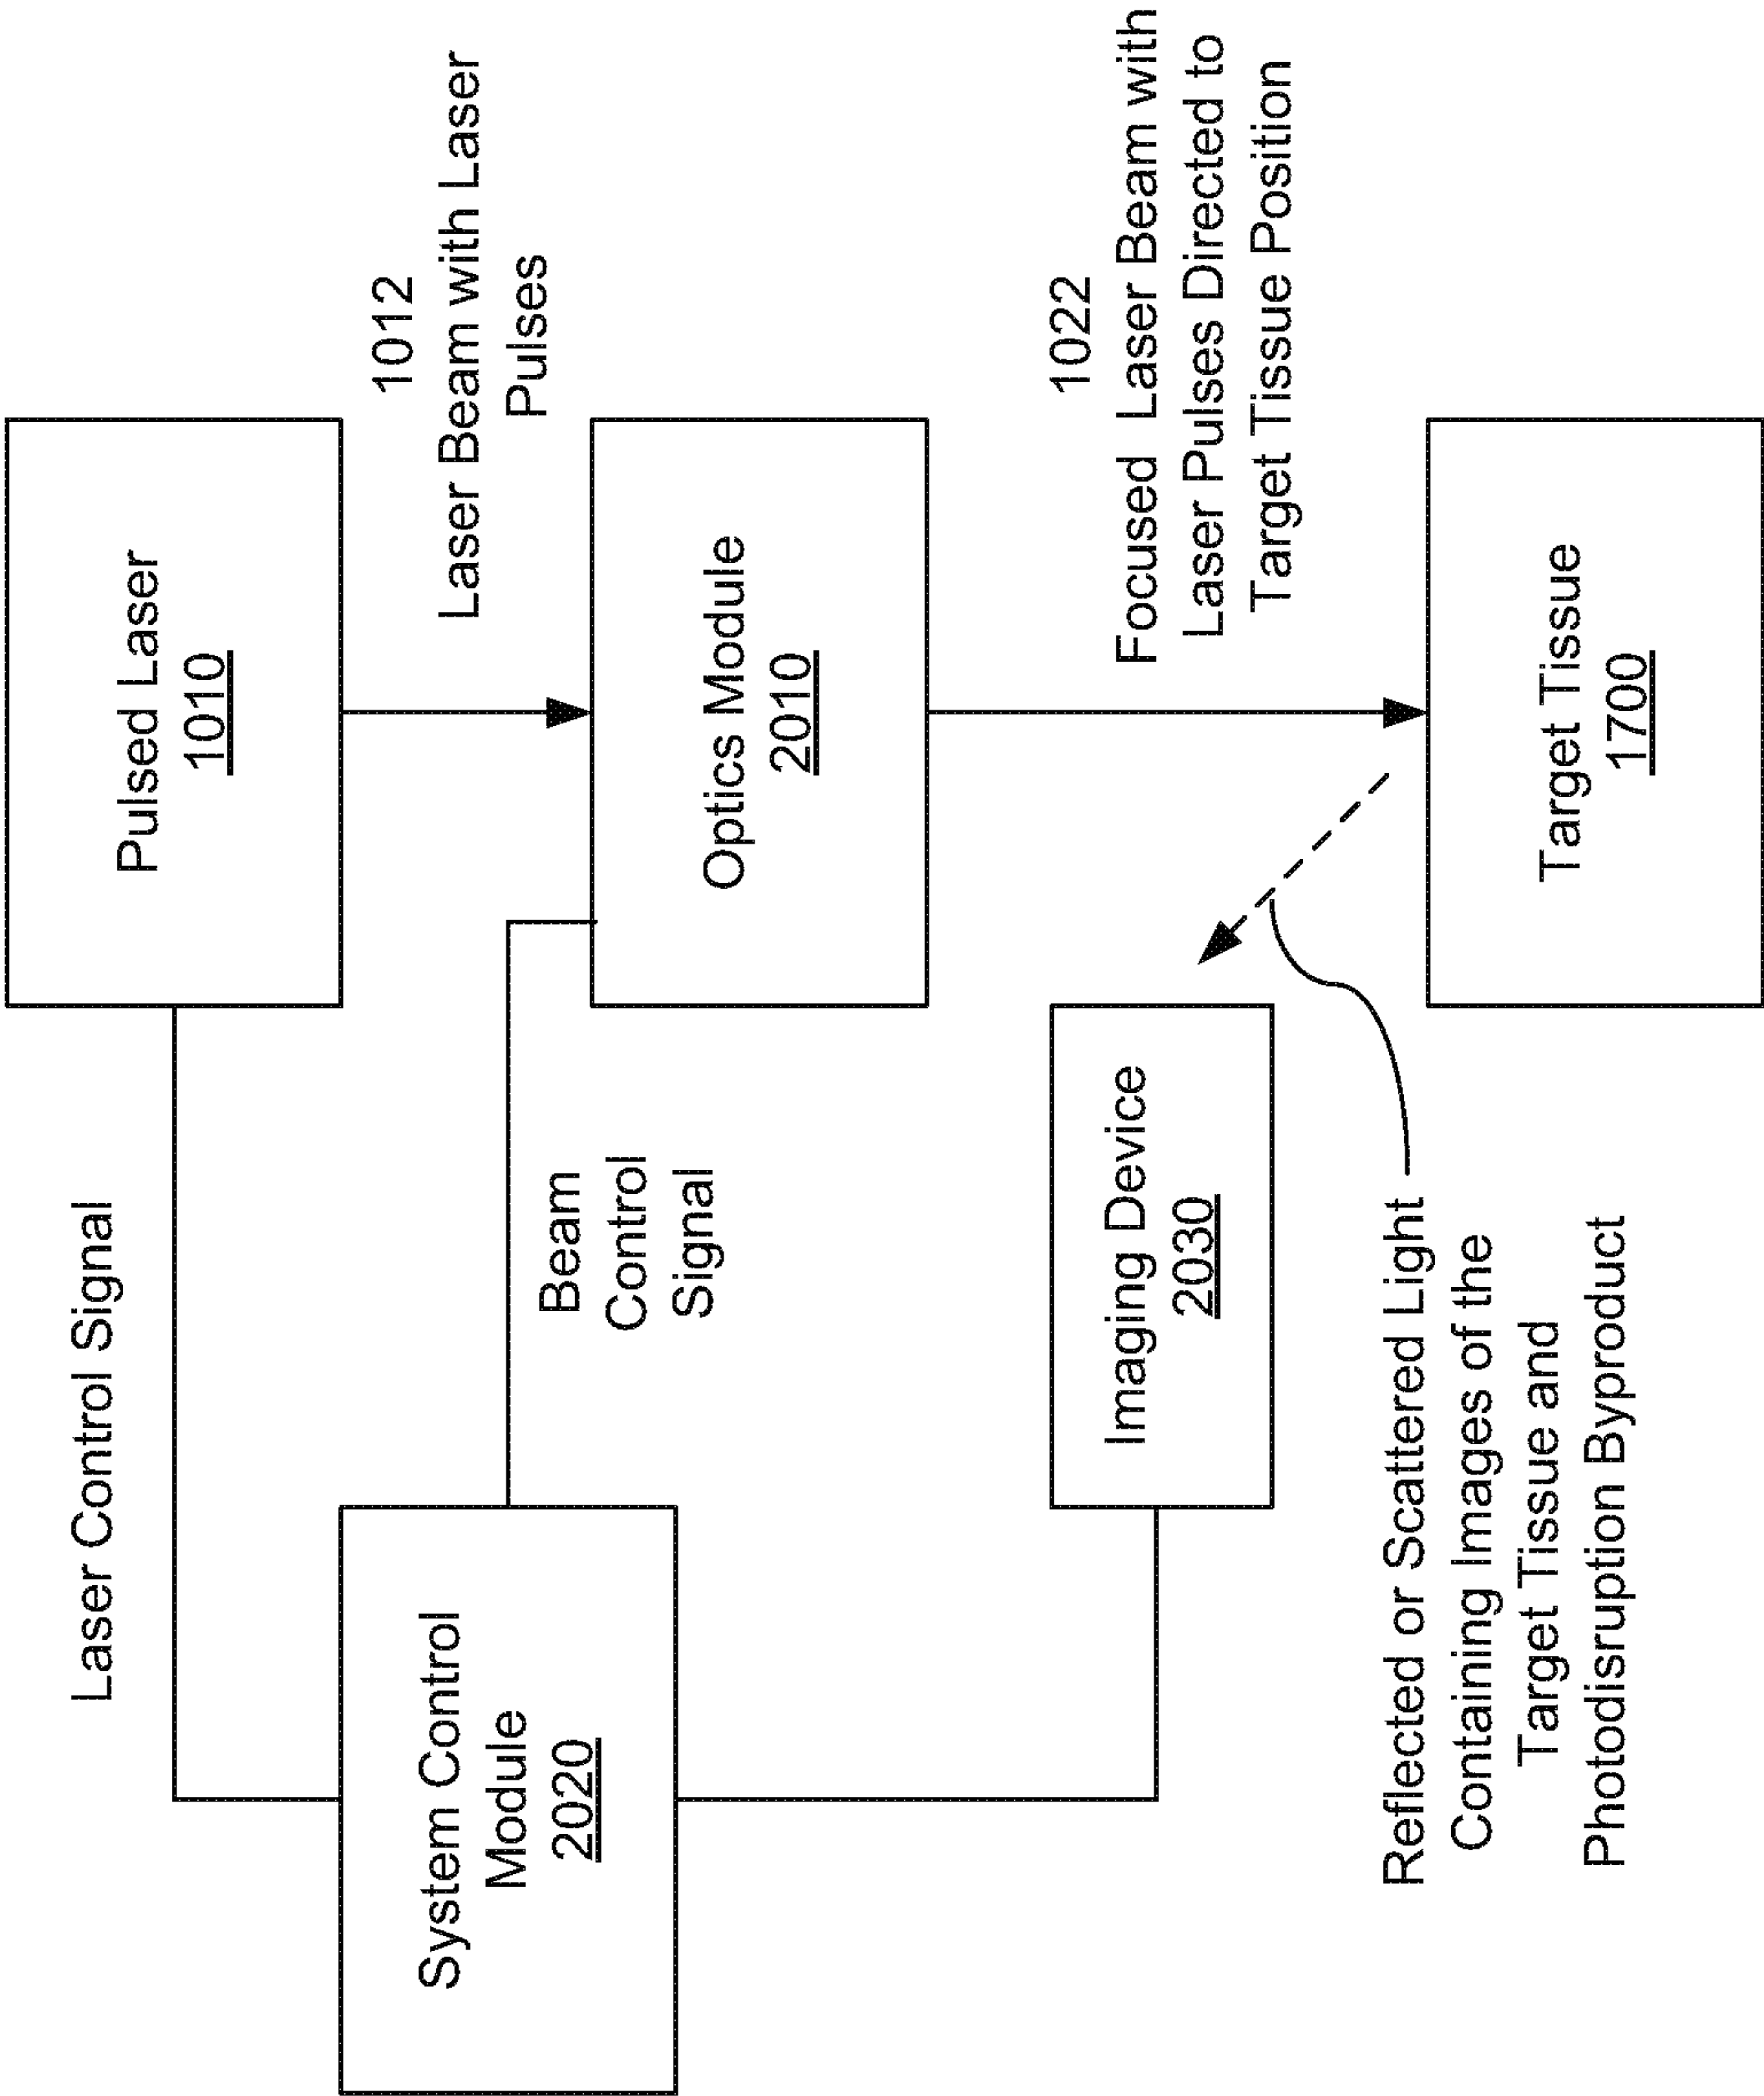 Laser Control Signal
Pulsed Laser
1010
1012
Laser Beam with Laser
Pulses
System Control
Module
2020
Beam
Control
Signal
Optics Module
2010
1022
Focused Laser Beam with
Laser Pulses Directed to
Target Tissue Position
Imaging Device
2030
Reflected or Scattered Light
Containing Images of the
Target Tissue and
Photodisruption Byproduct
Target Tissue
1700